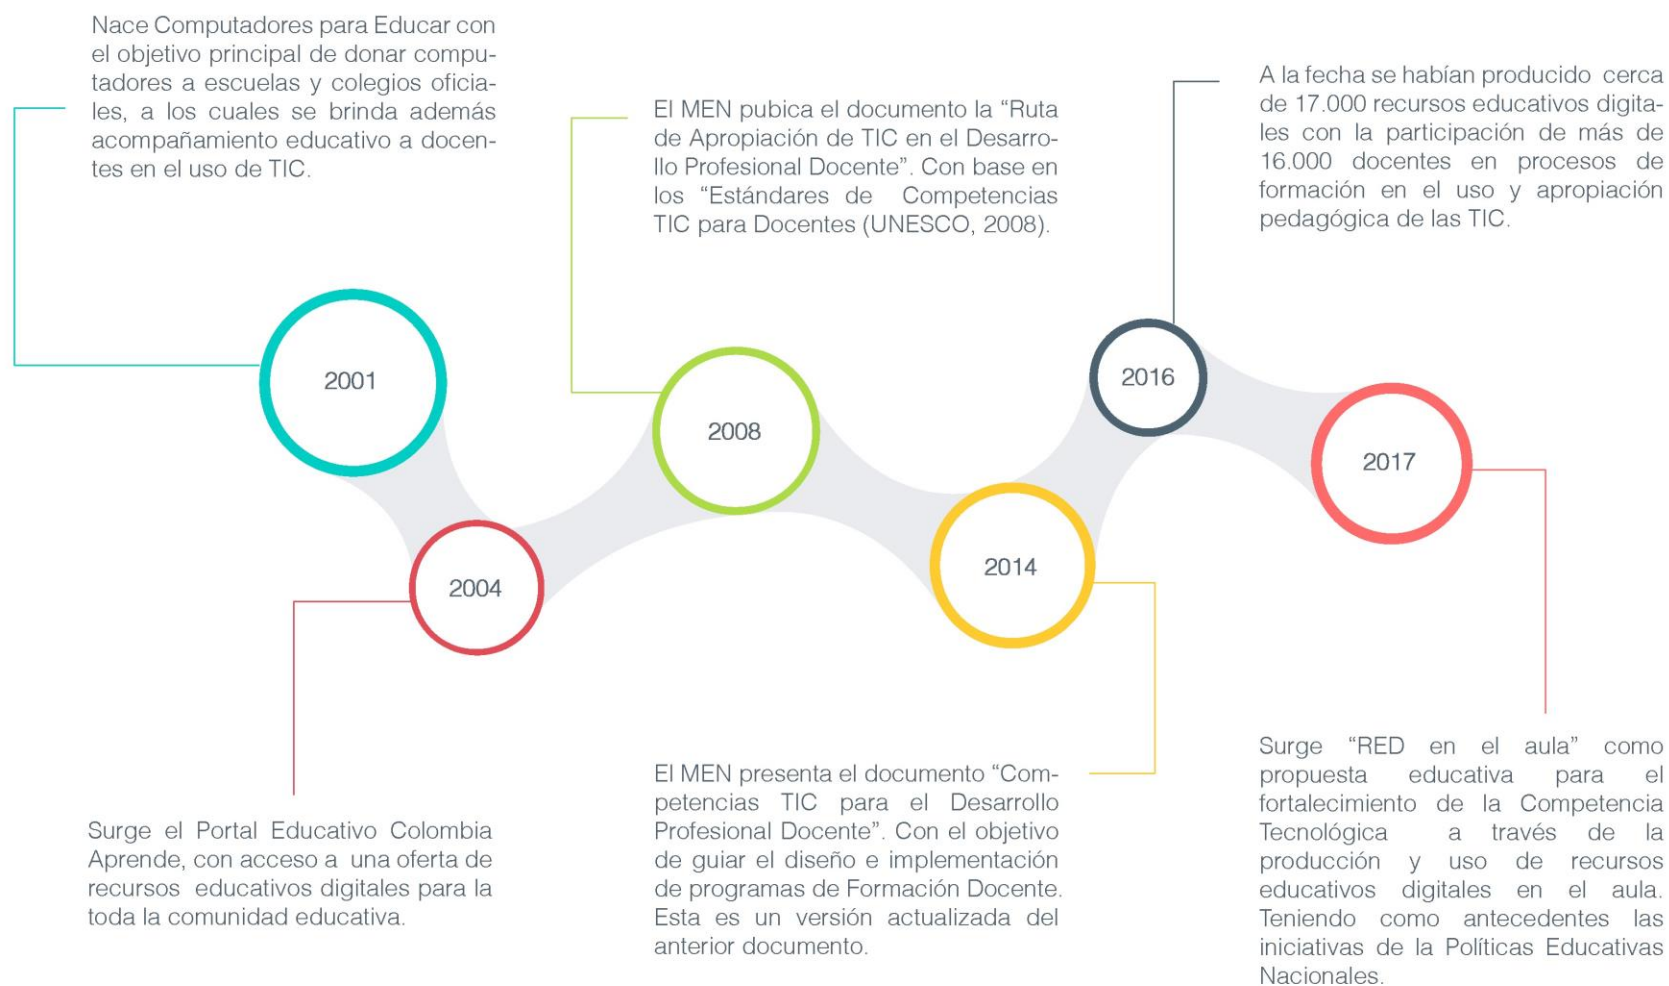 Nace Computadores para Educar con
el objetivo principal de donar compu-
tadores a escuelas y colegios oficia-
les, a los cuales se brinda además
acompañamiento educativo a docen-
tes en el uso de TIC.
2001
Surge el Portal Educativo Colombia
Aprende, con acceso a una oferta de
recursos educativos digitales para la
toda la comunidad educativa.
2004
El MEN pubica el documento la “Ruta
de Apropiación de TIC en el Desarro-
llo Profesional Docente”. Con base en
los “Estándares de Competencias
TIC para Docentes (UNESCO, 2008).
2008
El MEN presenta el documento “Com-
petencias TIC para el Desarrollo
Profesional Docente”. Con el objetivo
de guiar el diseño e implementación
de programas de Formación Docente.
Esta es un versión actualizada del
anterior documento.
2014
A la fecha se habían producido cerca
de 17.000 recursos educativos digita-
les con la participación de más de
16.000 docentes en procesos de
formación en el uso y apropiación
pedagógica de las TIC.
2016
Surge “RED en el aula” como
propuesta educativa para el
fortalecimiento de la Competencia
Tecnológica a través de la
producción y uso de recursos
educativos digitales en el aula.
Teniendo como antecedentes las
iniciativas de la Políticas Educativas
Nacionales.
2017